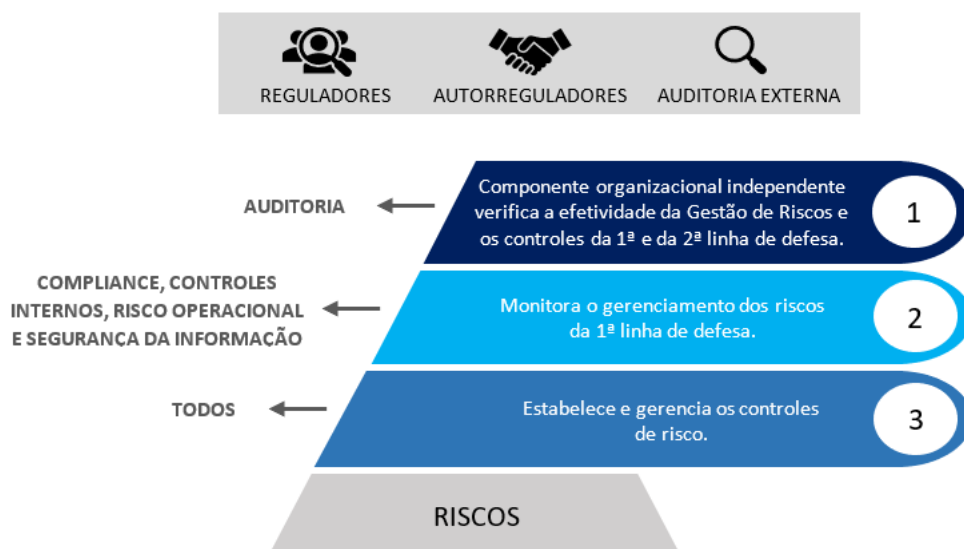 REGULADORES
AUTORREGULADORES
AUDITORIA EXTERNA
AUDITORIA
Componente organizacional independente
verifica a efetividade da Gestão de Riscos e
os controles da 1ª e da 2ª linha de defesa.
1
COMPLIANCE, CONTROLES
INTERNOS, RISCO OPERACIONAL
E SEGURANÇA DA INFORMAÇÃO
Monitora o gerenciamento dos riscos
da 1ª linha de defesa.
2
TODOS
Estabelece e gerencia os controles
de risco.
3
RISCOS